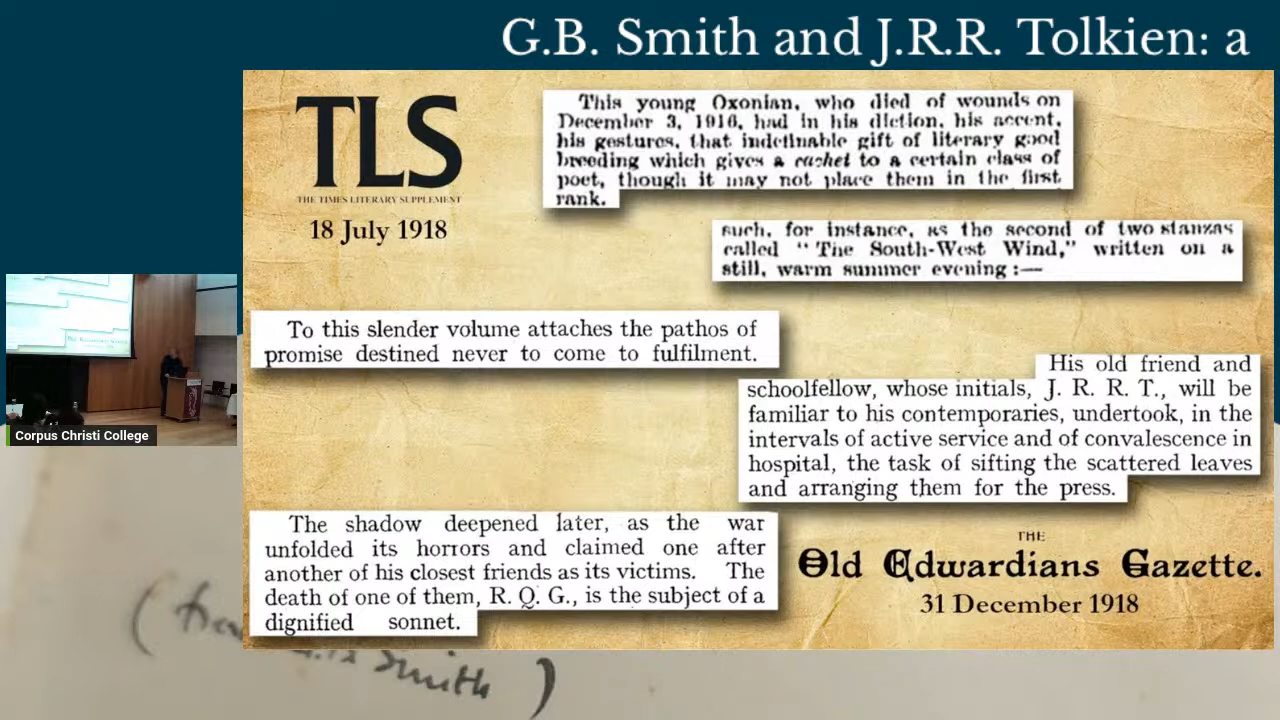 G.B. Smith and J.R.R. Tolkien: a
TLS
THE TIMES LITERARY SUPPLEMENT
18 July 1918
This young Oxonian, who died of wounds on
December 3, 1916, had in his diction, his accent,
his gestures, that indefinable gift of literary good
breeding which gives a cachet to a certain class of
poet, though it may not place them in the first
rank.
such, for instance, as the second of two stanzas
called "The South-West Wind," written on a
still, warm summer evening :—
To this slender volume attaches the pathos of
promise destined never to come to fulfilment.
His old friend and
schoolfellow, whose initials, J. R. R. T., will be
familiar to his contemporaries, undertook, in the
intervals of active service and of convalescence in
hospital, the task of sifting the scattered leaves
and arranging them for the press.
The shadow deepened later, as the war
unfolded its horrors and claimed one after
another of his closest friends as its victims. The
death of one of them, R. Q. G., is the subject of a
dignified sonnet.
THE
Old Edwardians Gazette.
31 December 1918
Corpus Christi College
Smith )